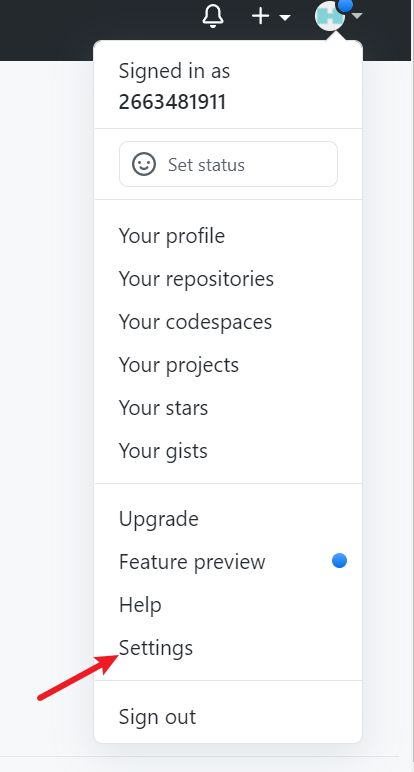 Signed in as
2663481911
Set status
Your profile
Your repositories
Your codespaces
Your projects
Your stars
Your gists
Upgrade
Feature preview
Help
Settings
Sign out